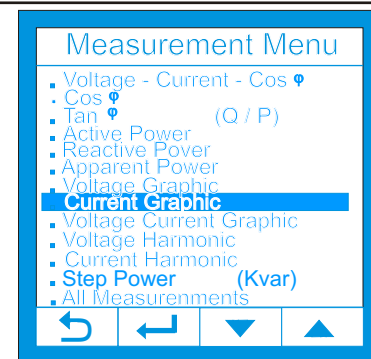 Measurement Menu
Voltage - Current - Cos φ
Cos φ
Tan φ (Q / P)
Active Power
Reactive Pover
Apparent Power
Voltage Graphic
Current Graphic
Voltage Current Graphic
Voltage Harmonic
Current Harmonic
Step Power (Kvar)
All Measurenments